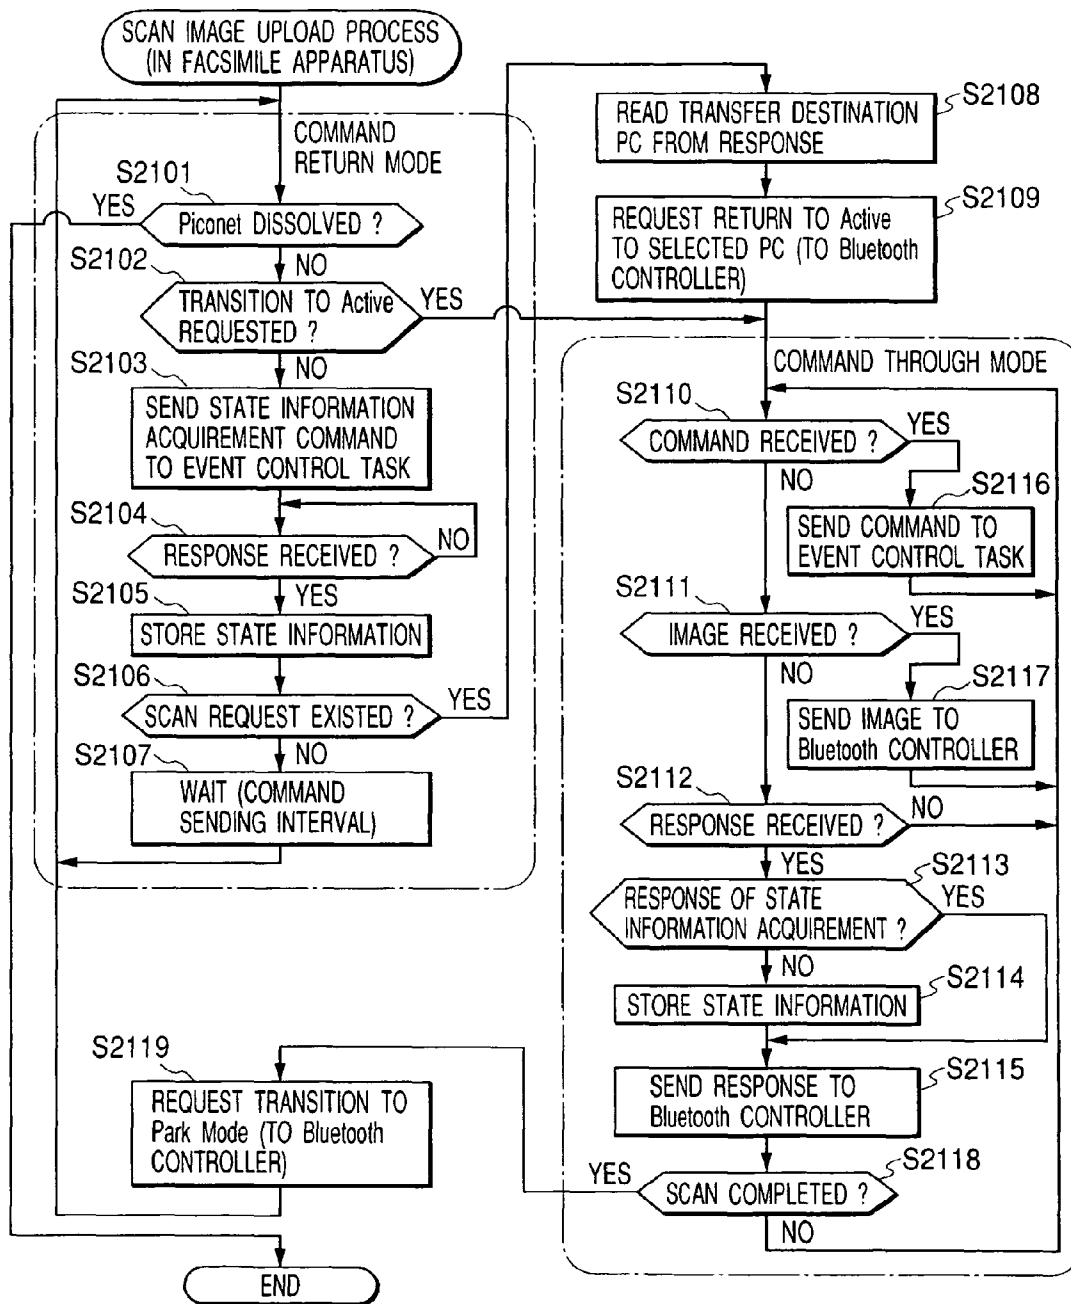 SCAN IMAGE UPLOAD PROCESS
(IN FACSIMILE APPARATUS)
COMMAND
RETURN MODE
S2101
YES
Piconet DISSOLVED ?
NO
S2102
TRANSITION TO Active
REQUESTED ?
YES
NO
S2103
SEND STATE INFORMATION
ACQUIREMENT COMMAND
TO EVENT CONTROL TASK
S2104
RESPONSE RECEIVED ?
NO
YES
S2105
STORE STATE INFORMATION
S2106
SCAN REQUEST EXISTED ?
YES
NO
S2107
WAIT (COMMAND
SENDING INTERVAL)
S2108
READ TRANSFER DESTINATION
PC FROM RESPONSE
S2109
REQUEST RETURN TO Active
TO SELECTED PC (TO Bluetooth
CONTROLLER)
COMMAND THROUGH MODE
S2110
COMMAND RECEIVED ?
YES
NO
S2116
SEND COMMAND TO
EVENT CONTROL TASK
S2111
IMAGE RECEIVED ?
YES
NO
S2117
SEND IMAGE TO
Bluetooth CONTROLLER
S2112
RESPONSE RECEIVED ?
NO
YES
S2113
RESPONSE OF STATE
INFORMATION ACQUIREMENT ?
YES
NO
S2114
STORE STATE INFORMATION
S2115
SEND RESPONSE TO
Bluetooth CONTROLLER
S2118
SCAN COMPLETED ?
YES
NO
S2119
REQUEST TRANSITION TO
Park Mode (TO Bluetooth
CONTROLLER)
END